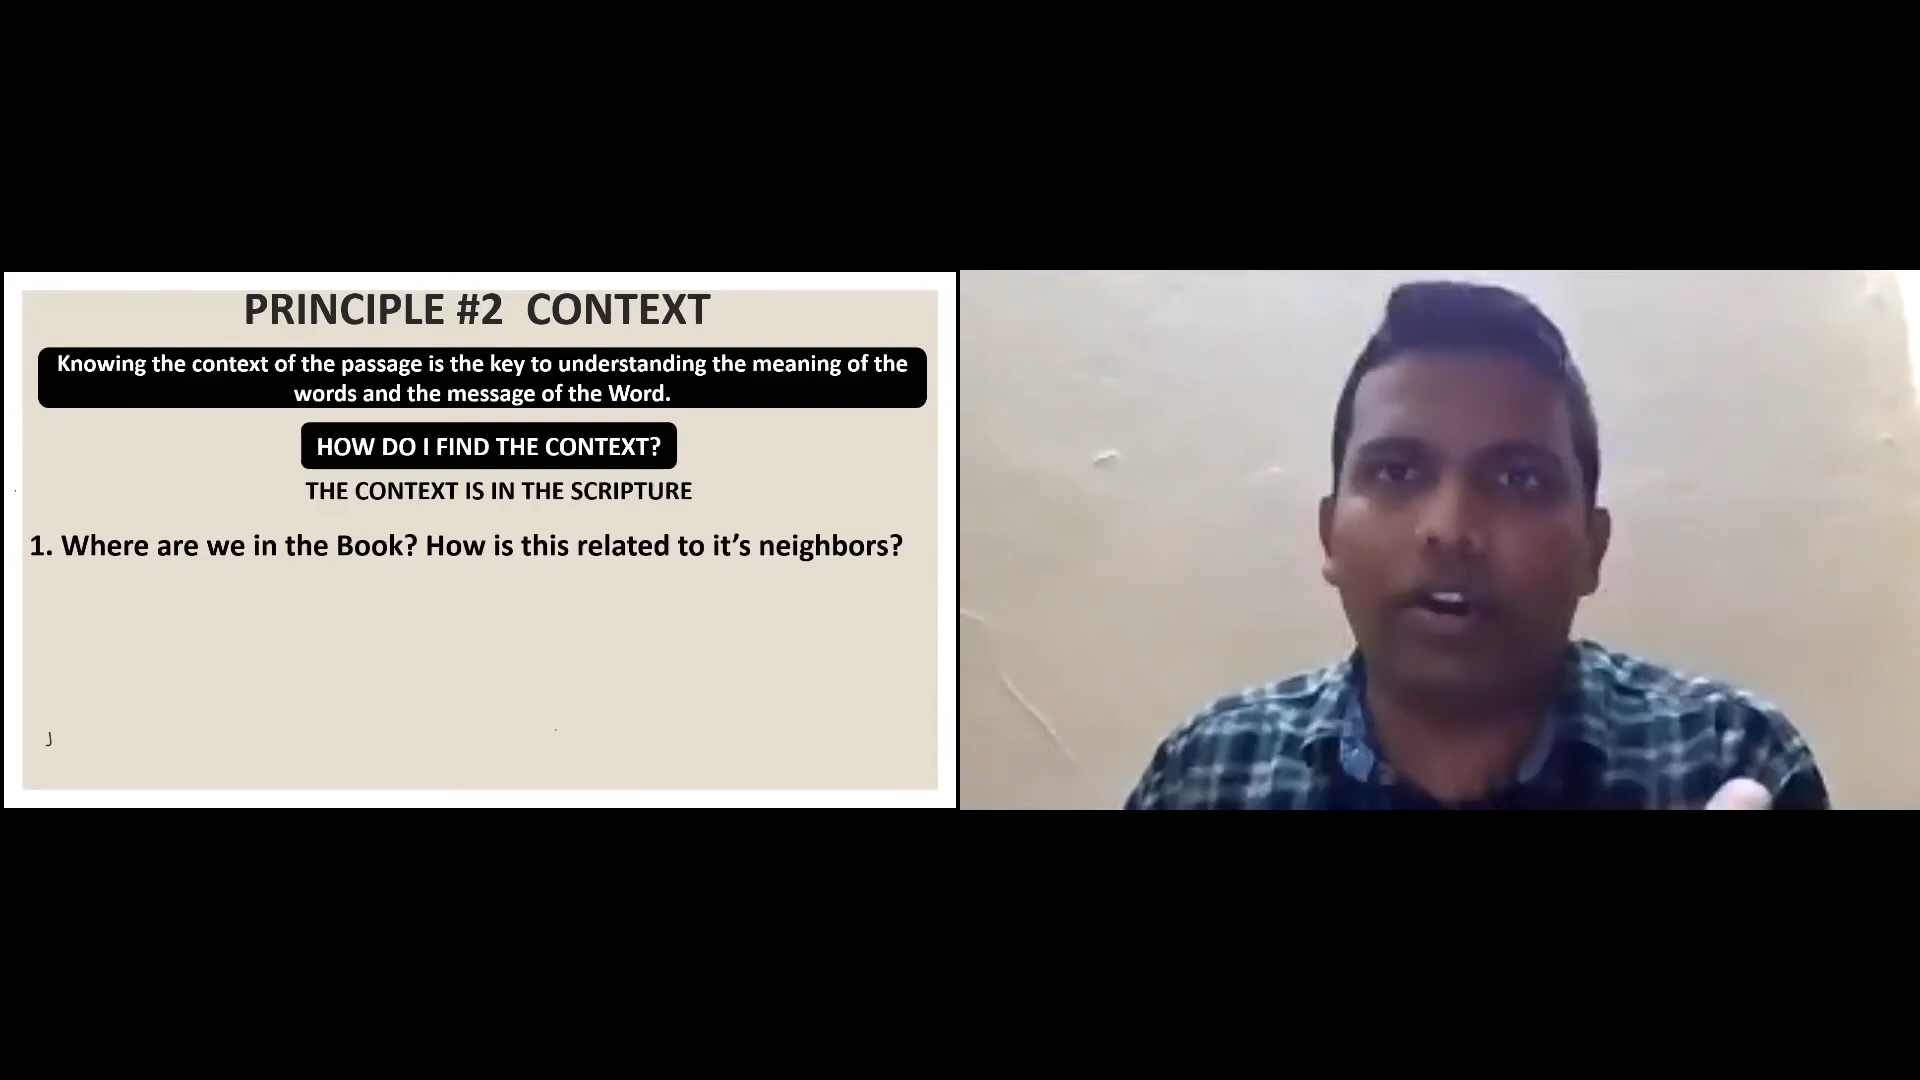 PRINCIPLE #2 CONTEXT
Knowing the context of the passage is the key to understanding the meaning of the
words and the message of the Word.
HOW DO I FIND THE CONTEXT?
THE CONTEXT IS IN THE SCRIPTURE
1. Where are we in the Book? How is this related to it’s neighbors?
J